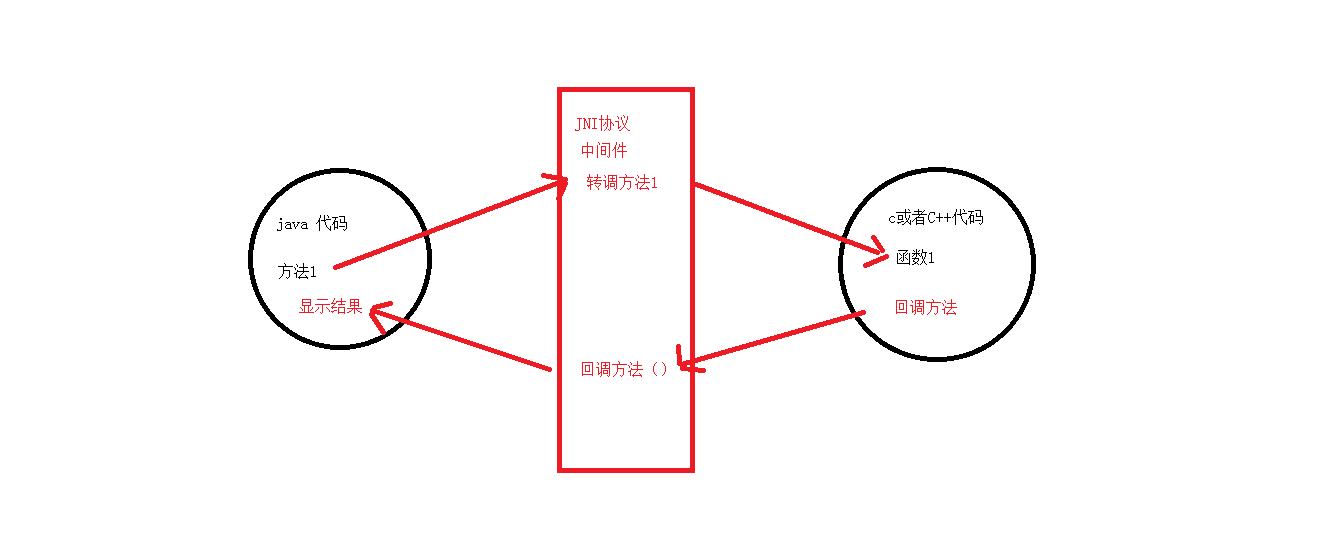 java 代码
方法1
显示结果
JNI协议
中间件
转调方法1
回调方法（）
c或者C++代码
函数1
回调方法